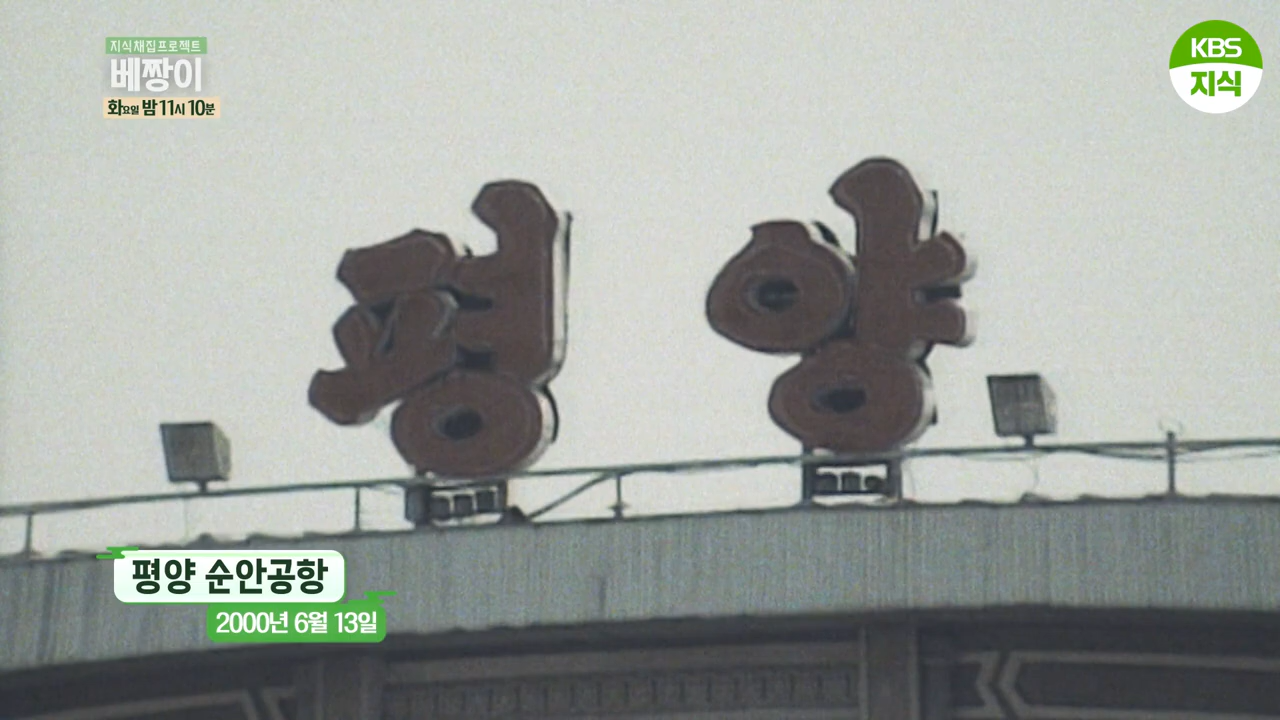 지식채집프로젝트
베짱이
화요일 밤 11시 10분
KBS
지식
평양
평양 순안공항
2000년 6월 13일